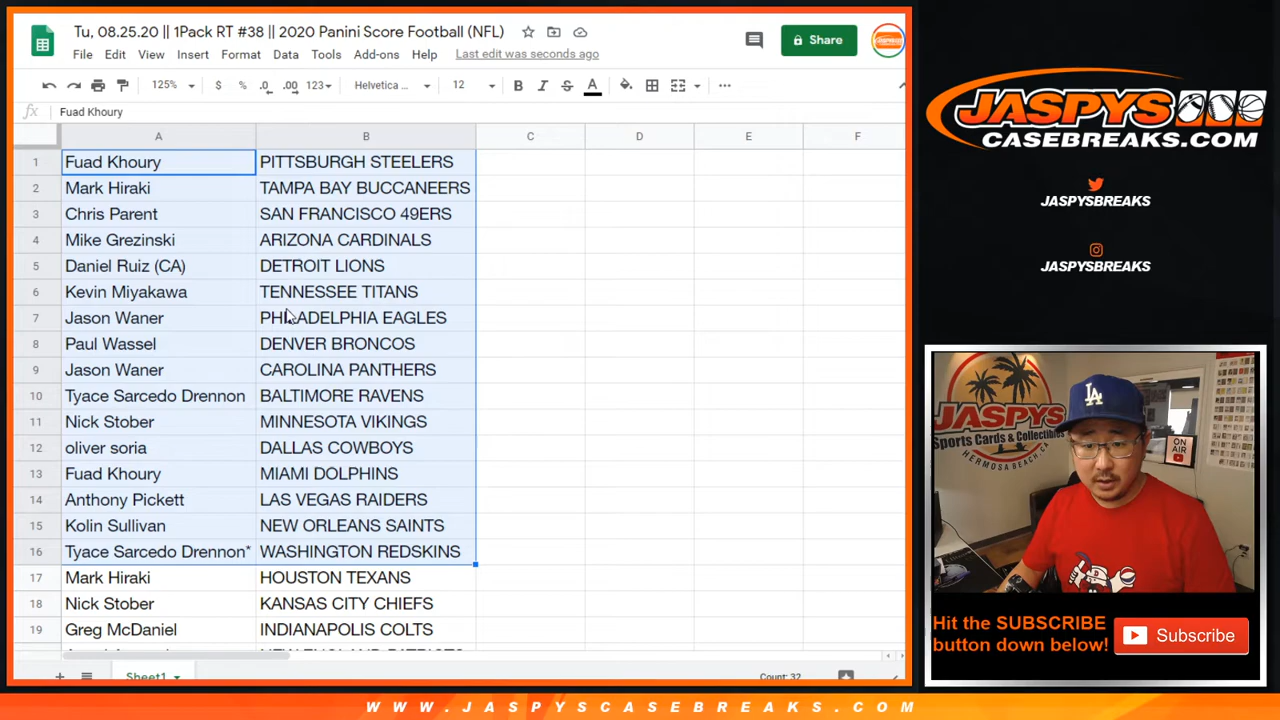 Tu, 08.25.20 || 1Pack RT #38 || 2020 Panini Score Football (NFL)
File Edit View Insert Format Data Tools Add-ons Help Last edit was seconds ago
Share
125% $ % .0 .00 123 Helvetica ... 12 B I S A
fx Fuad Khoury
A B C D E F
1 Fuad Khoury PITTSBURGH STEELERS
2 Mark Hiraki TAMPA BAY BUCCANEERS
3 Chris Parent SAN FRANCISCO 49ERS
4 Mike Grezinski ARIZONA CARDINALS
5 Daniel Ruiz (CA) DETROIT LIONS
6 Kevin Miyakawa TENNESSEE TITANS
7 Jason Waner PHILADELPHIA EAGLES
8 Paul Wassel DENVER BRONCOS
9 Jason Waner CAROLINA PANTHERS
10 Tyace Sarcedo Drennon BALTIMORE RAVENS
11 Nick Stober MINNESOTA VIKINGS
12 oliver soria DALLAS COWBOYS
13 Fuad Khoury MIAMI DOLPHINS
14 Anthony Pickett LAS VEGAS RAIDERS
15 Kolin Sullivan NEW ORLEANS SAINTS
16 Tyace Sarcedo Drennon* WASHINGTON REDSKINS
17 Mark Hiraki HOUSTON TEXANS
18 Nick Stober KANSAS CITY CHIEFS
19 Greg McDaniel INDIANAPOLIS COLTS
NEW ENGLAND PATRIOTS
Sheet1
Count: 32
JASPYS
CASEBREAKS.COM
JASPYSBREAKS
JASPYSBREAKS
JASPYS
Sports Cards & Collectibles
HERMOSA BEACH, CA
LA
ON AIR
Hit the SUBSCRIBE
button down below!
Subscribe
WWW.JASPYSCASEBREAKS.COM